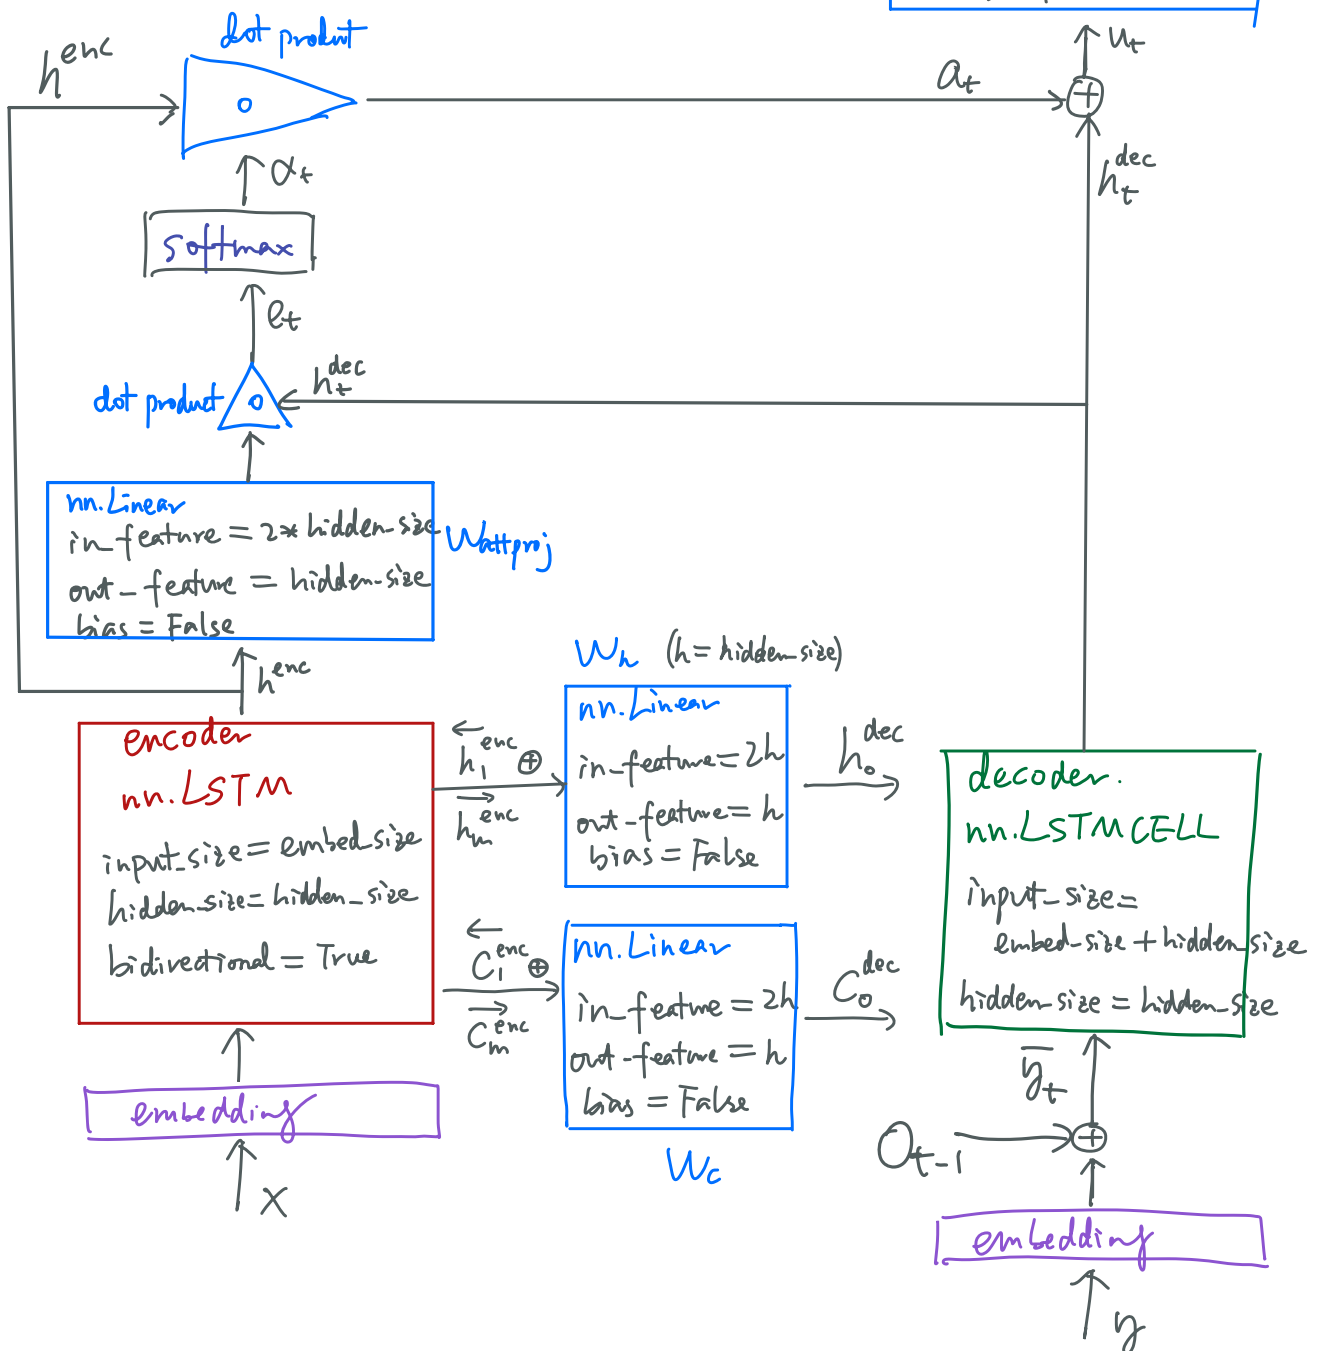 dot produt
h^enc
u_t
a_t
⊕
o
h_t^dec
α_t
softmax
e_t
h_t^dec
dot product
o
nn.Linear
in_feature = 2* hidden_size
out_feature = hidden_size
bias = False
W_attproj
h^enc
W_h (h = hidden_size)
encoder
nn.LSTM
input_size = embed_size
hidden_size = hidden_size
bidirectional = True
←h_1^enc ⊕
→h_m^enc
nn.Linear
in_feature = 2h
out_feature = h
bias = False
h_0^dec
decoder.
nn.LSTMCELL
input_size =
embed_size + hidden_size
hidden_size = hidden_size
←C_1^enc ⊕
→C_m^enc
nn.Linear
in_feature = 2h
out_feature = h
bias = False
C_0^dec
W_c
embedding
X
ȳ_t
O_t-1
⊕
embedding
y